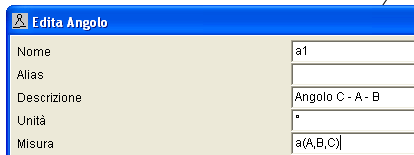 Edita Angolo
Nome a1
Alias
Descrizione Angolo C - A - B
Unità °
Misura a(A,B,C)